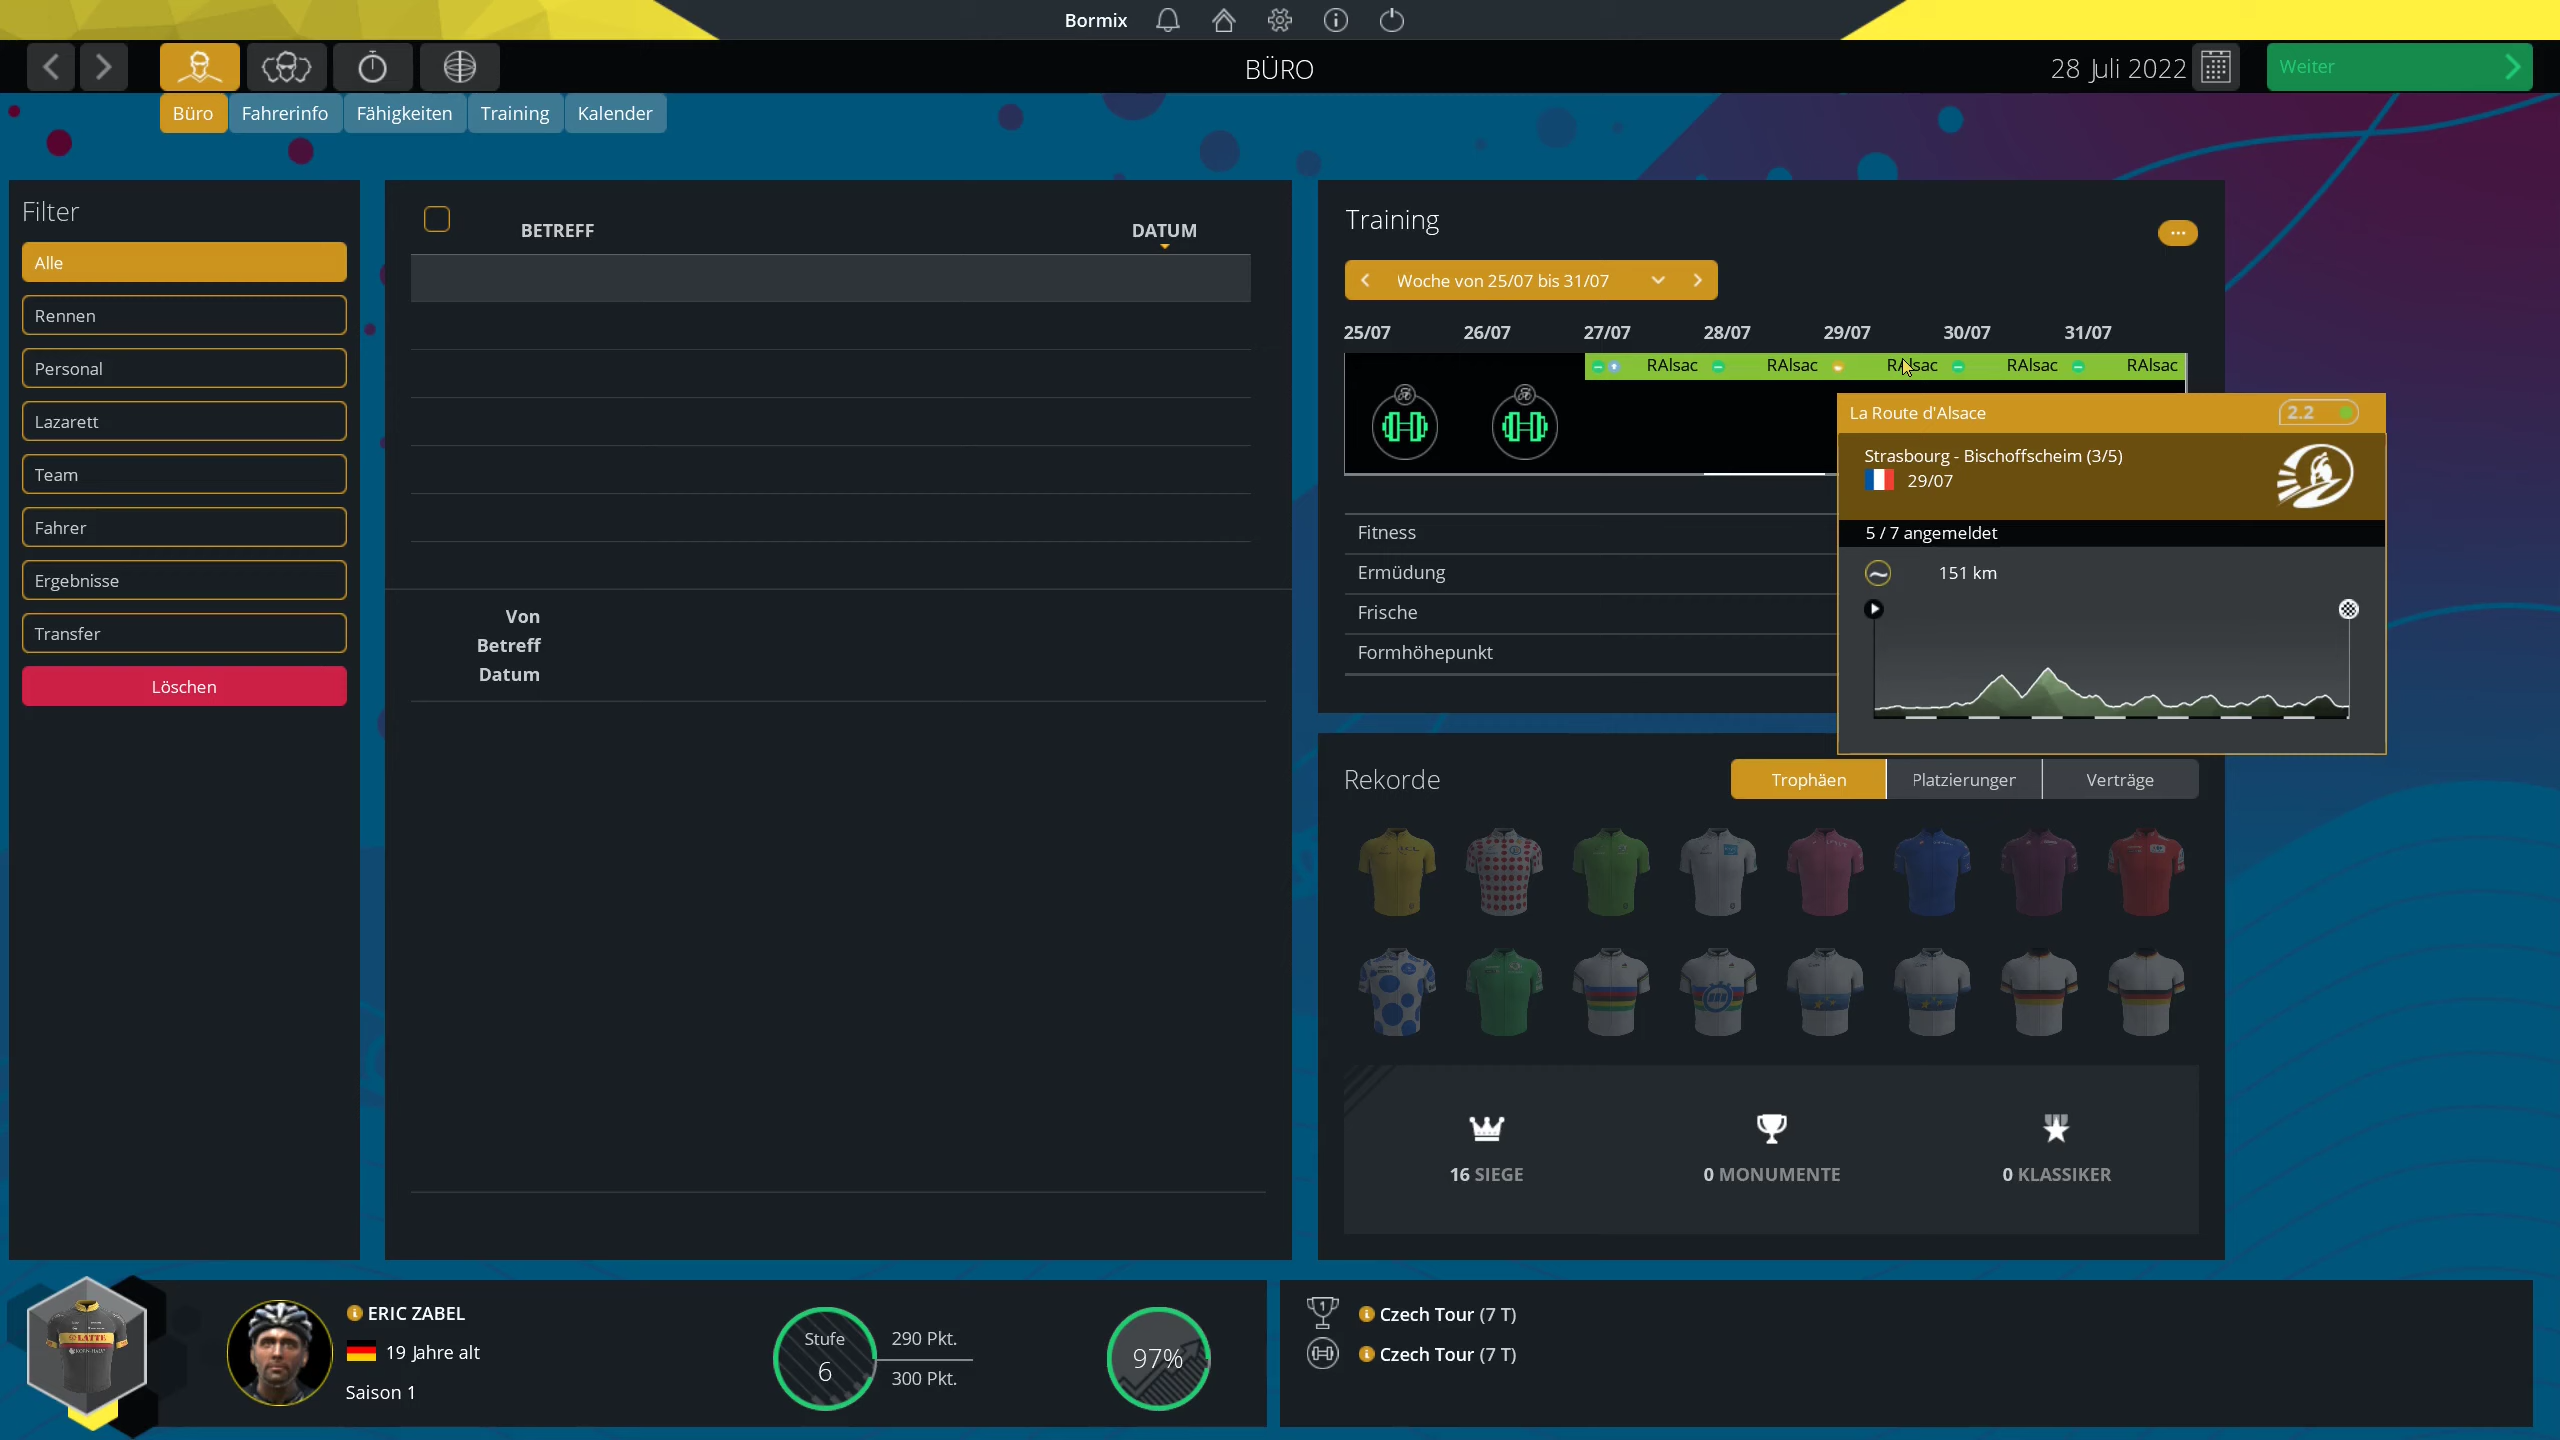 Bormix
BÜRO
28 Juli 2022
Weiter
Büro
Fahrerinfo
Fähigkeiten
Training
Kalender
Filter
Alle
Rennen
Personal
Lazarett
Team
Fahrer
Ergebnisse
Transfer
Löschen
BETREFF
DATUM
Von
Betreff
Datum
Training
...
Woche von 25/07 bis 31/07
25/07
26/07
27/07
28/07
29/07
30/07
31/07
RAlsac
RAlsac
RAlsac
RAlsac
RAlsac
Fitness
Ermüdung
Frische
Formhöhepunkt
La Route d'Alsace
2.2
Strasbourg - Bischoffscheim (3/5)
29/07
5 / 7 angemeldet
151 km
Rekorde
Trophäen
Platzierunger
Verträge
16 SIEGE
0 MONUMENTE
0 KLASSIKER
ERIC ZABEL
19 Jahre alt
Saison 1
Stufe
6
290 Pkt.
300 Pkt.
97%
Czech Tour (7 T)
Czech Tour (7 T)